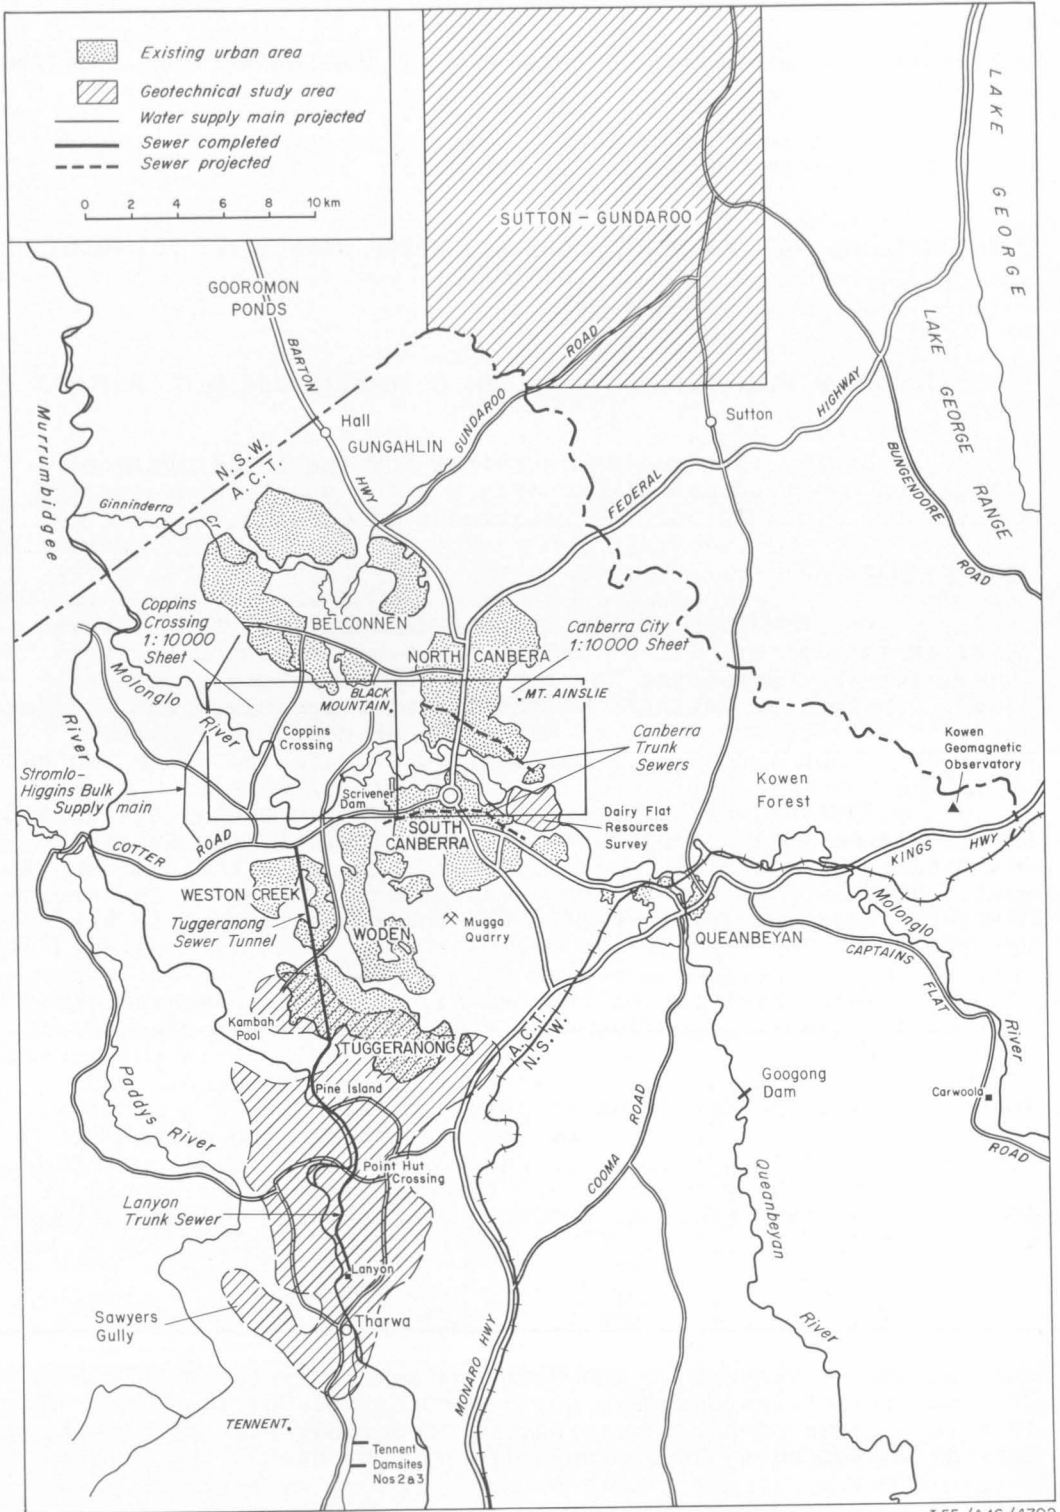 Existing urban area
Geotechnical study area
Water supply main projected
Sewer completed
Sewer projected
0 2 4 6 8 10 km
LAKE GEORGE
SUTTON – GUNDAROO
GOOROMON
PONDS
BARTON
HWY
ROAD
GUNDAROO
LAKE GEORGE RANGE
Hall
GUNGAHLIN
Sutton
HIGHWAY
FEDERAL
BUNGENDORE
ROAD
N.S.W.
A.C.T.
Murrumbidgee
River
Ginninderra
Cr
Coppins
Crossing
1:10000
Sheet
BELCONNEN
Canberra City
1:10000 Sheet
NORTH CANBERA
Molonglo
River
BLACK
MOUNTAIN
MT. AINSLIE
Coppins
Crossing
Canberra
Trunk
Sewers
Kowen
Geomagnetic
Observatory
Stromlo-
Higgins Bulk
Supply main
Scrivener
Dam
Kowen
Forest
Dairy Flat
Resources
Survey
SOUTH
CANBERRA
COTTER ROAD
KINGS HWY
WESTON CREEK
Molonglo
River
Tuggeranong
Sewer Tunnel
WODEN
Mugga
Quarry
QUEANBEYAN
CAPTAINS
FLAT
ROAD
Kambah
Pool
TUGGERANONG
A.C.T.
N.S.W.
Pine Island
Paddys River
Googong
Dam
Carwoola
COOMA
ROAD
Point Hut
Crossing
Lanyon
Trunk Sewer
Queanbeyan
River
Lanyon
Sawyers
Gully
Tharwa
MONARO HWY
TENNENT
Tennent
Damsites
Nos 2 & 3